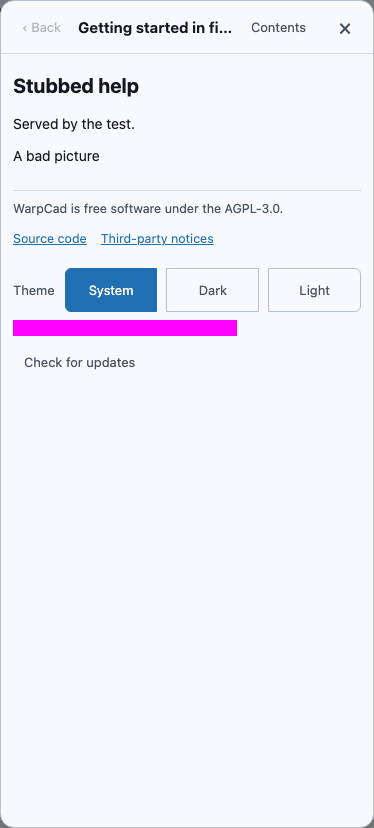 ‹ Back Getting started in fi... Contents ×
Stubbed help
Served by the test.
A bad picture
WarpCad is free software under the AGPL-3.0.
Source code Third-party notices
Theme System Dark Light
Check for updates